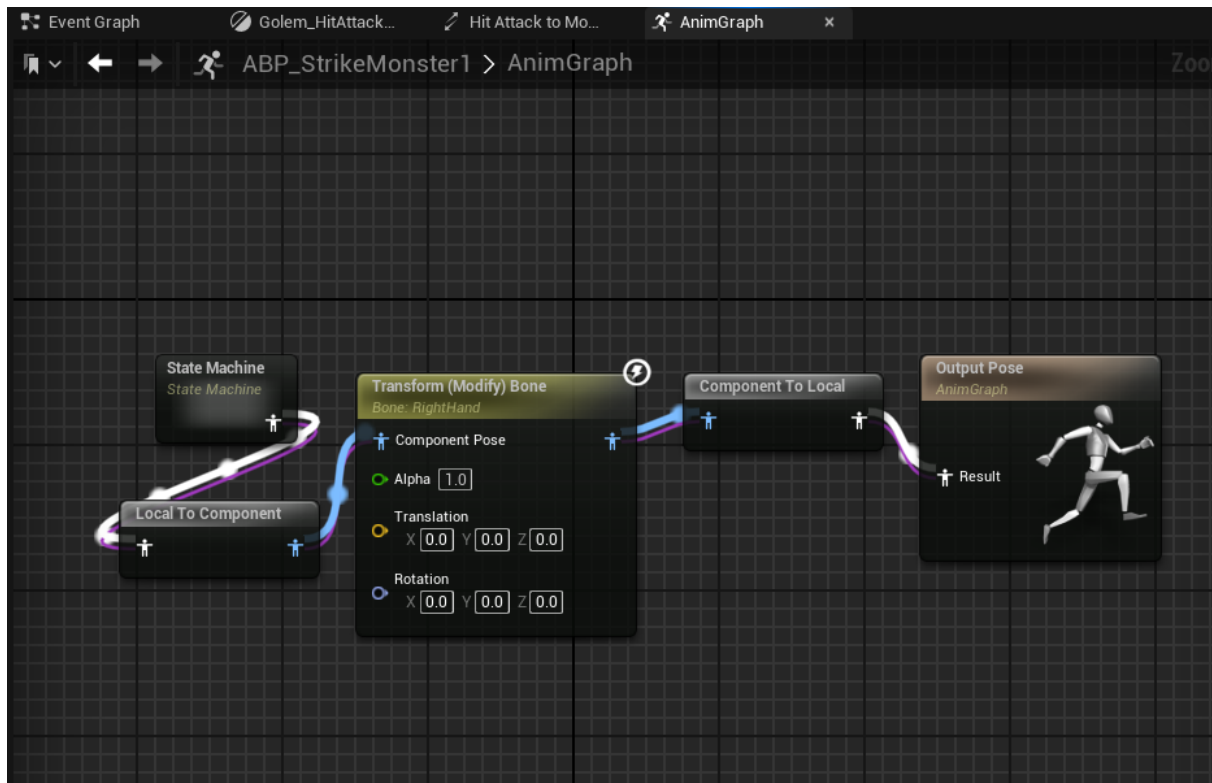 Event Graph
Golem_HitAttack...
Hit Attack to Mo...
AnimGraph
ABP_StrikeMonster1 > AnimGraph
Zoo
State Machine
State Machine
Local To Component
Transform (Modify) Bone
Bone: RightHand
Component Pose
Alpha 1.0
Translation
X 0.0 Y 0.0 Z 0.0
Rotation
X 0.0 Y 0.0 Z 0.0
Component To Local
Output Pose
AnimGraph
Result